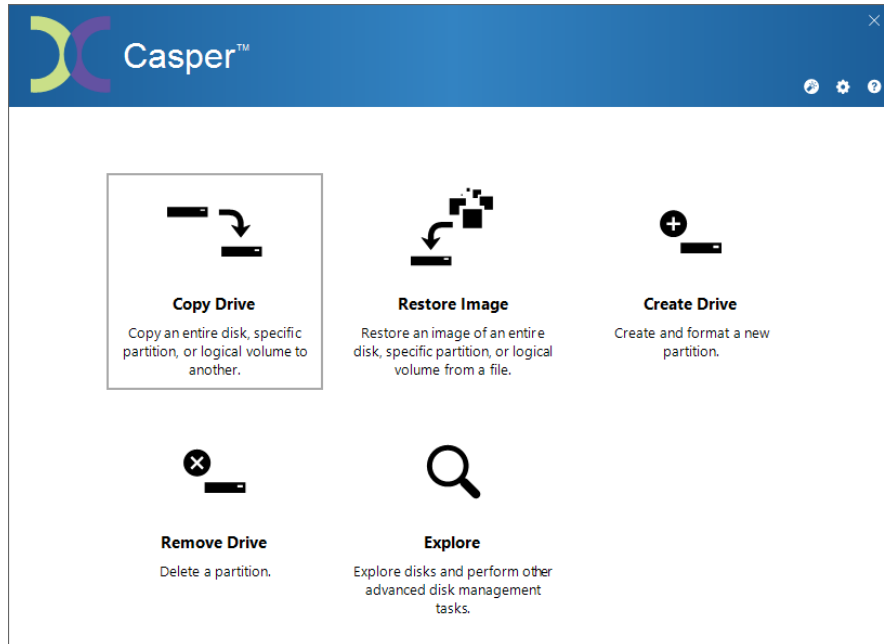 Casper™
Copy Drive
Copy an entire disk, specific
partition, or logical volume to
another.
Restore Image
Restore an image of an entire
disk, specific partition, or logical
volume from a file.
Create Drive
Create and format a new
partition.
Remove Drive
Delete a partition.
Explore
Explore disks and perform other
advanced disk management
tasks.